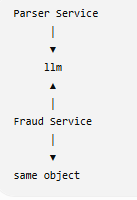 Parser Service
llm
Fraud Service
same object